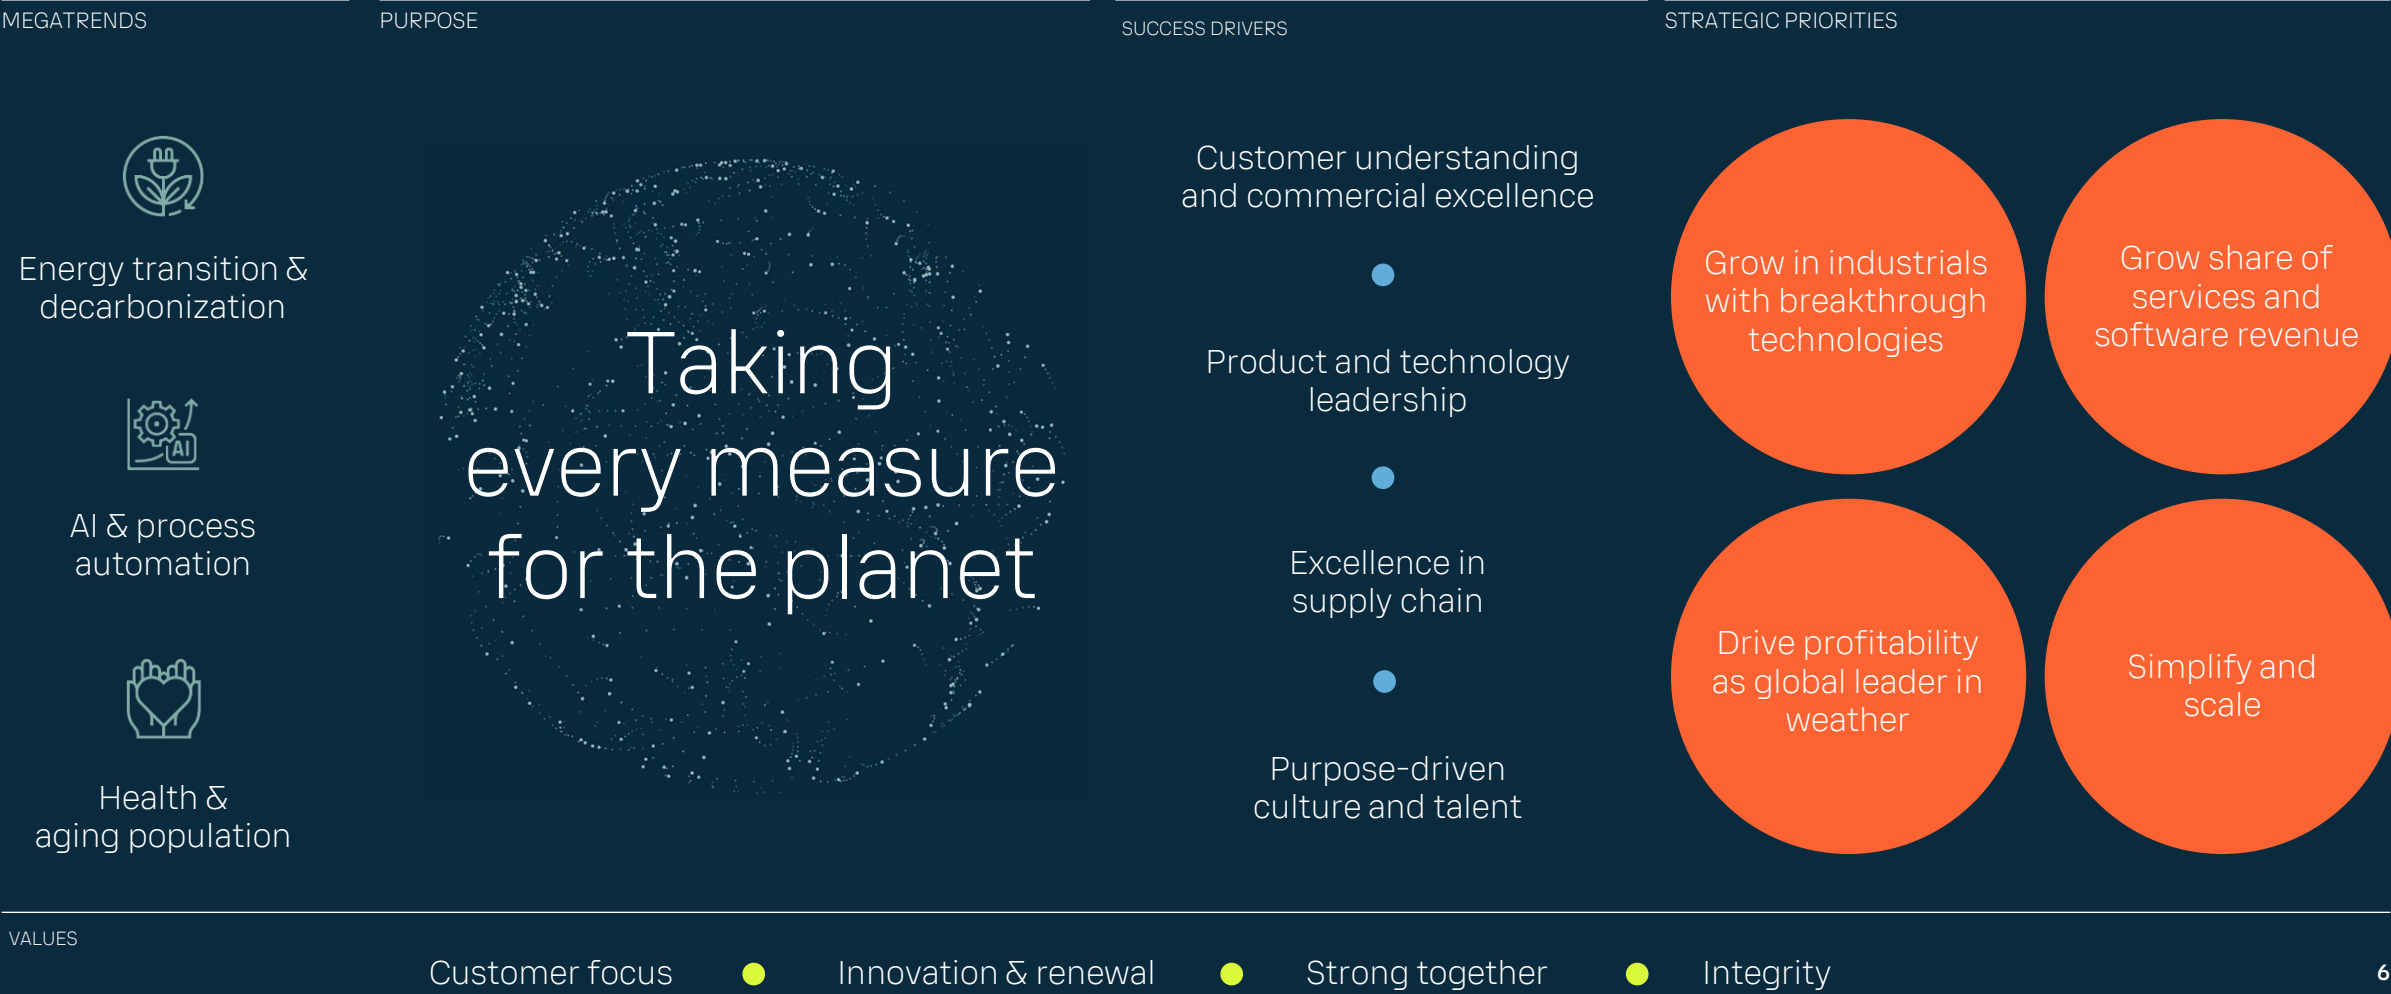 MEGATRENDS
PURPOSE
SUCCESS DRIVERS
STRATEGIC PRIORITIES
Energy transition &
decarbonization
AI
AI & process
automation
Health &
aging population
Taking
every measure
for the planet
Customer understanding
and commercial excellence
Product and technology
leadership
Excellence in
supply chain
Purpose-driven
culture and talent
Grow in industrials
with breakthrough
technologies
Grow share of
services and
software revenue
Drive profitability
as global leader in
weather
Simplify and
scale
VALUES
Customer focus
Innovation & renewal
Strong together
Integrity
6